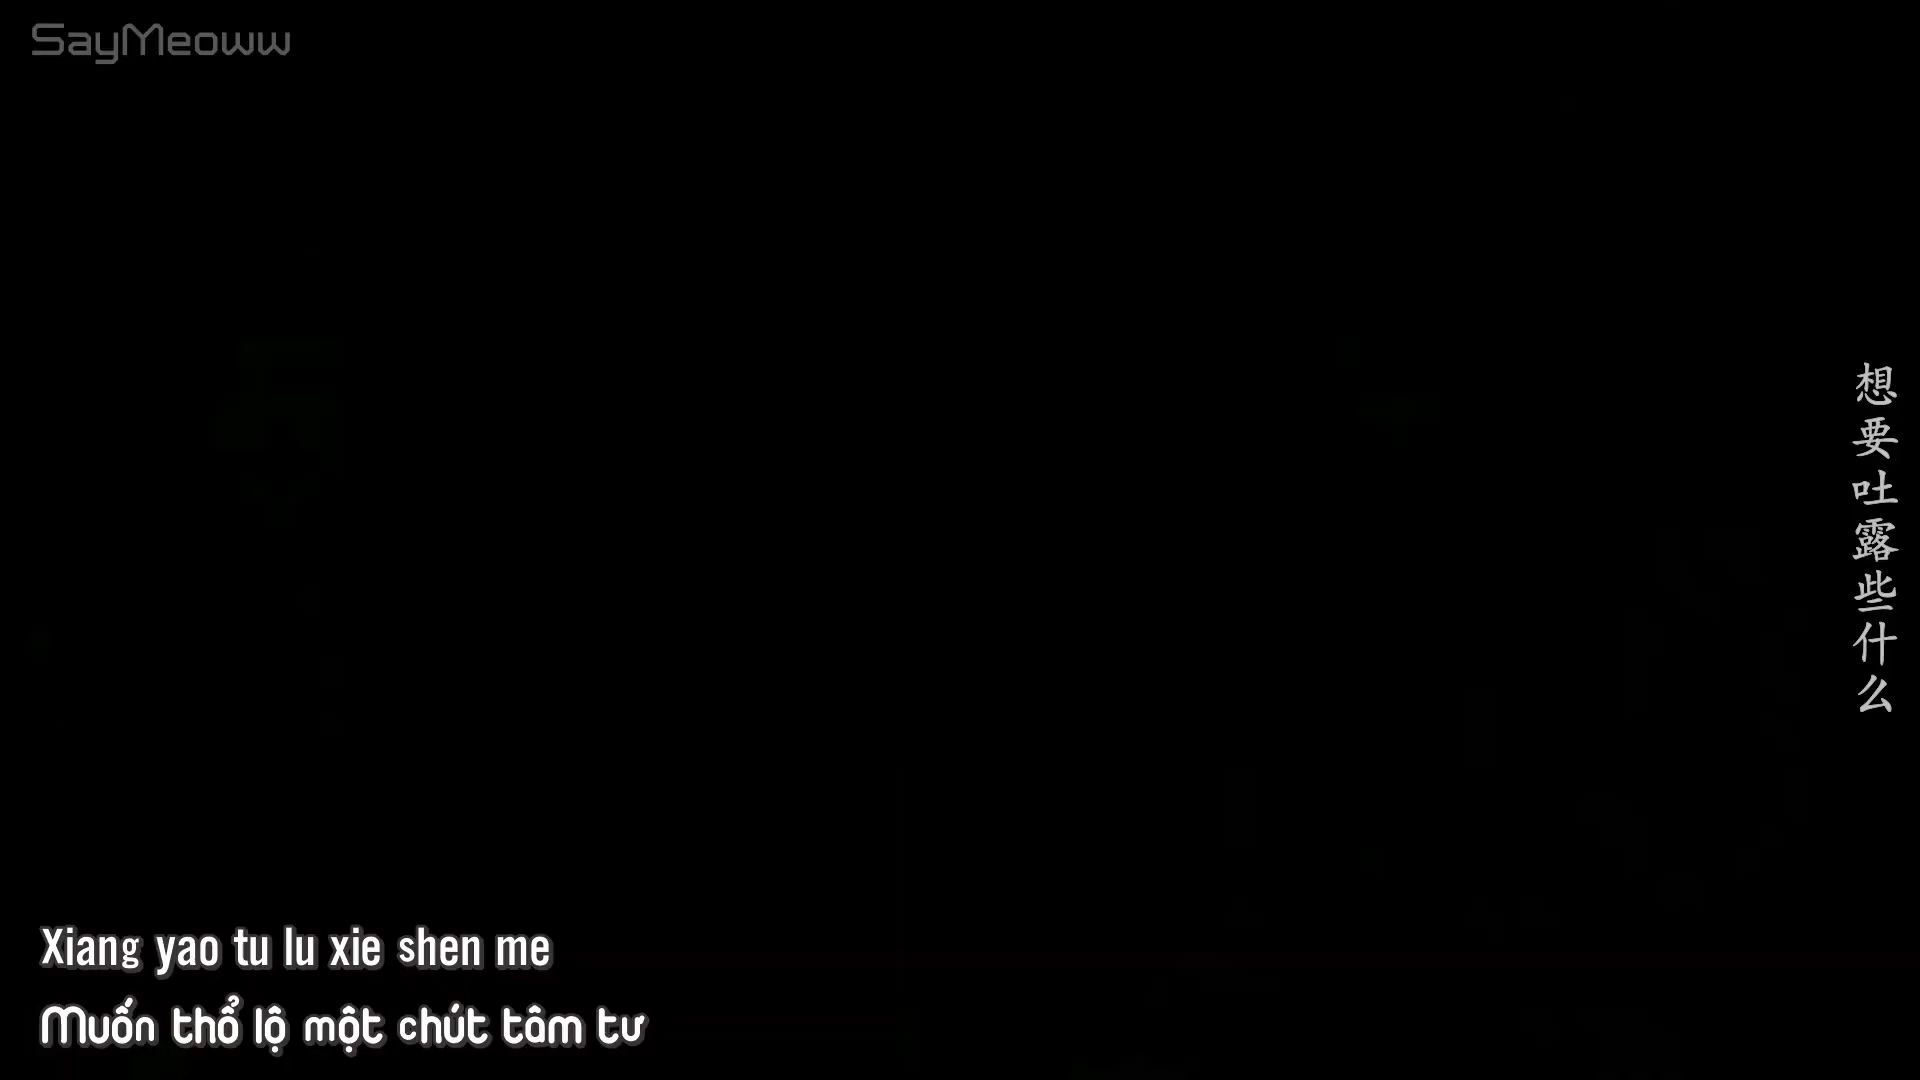 SayMeoww
想要吐露些什么
Xiang yao tu lu xie shen me
Muốn thổ lộ một chút tâm tư